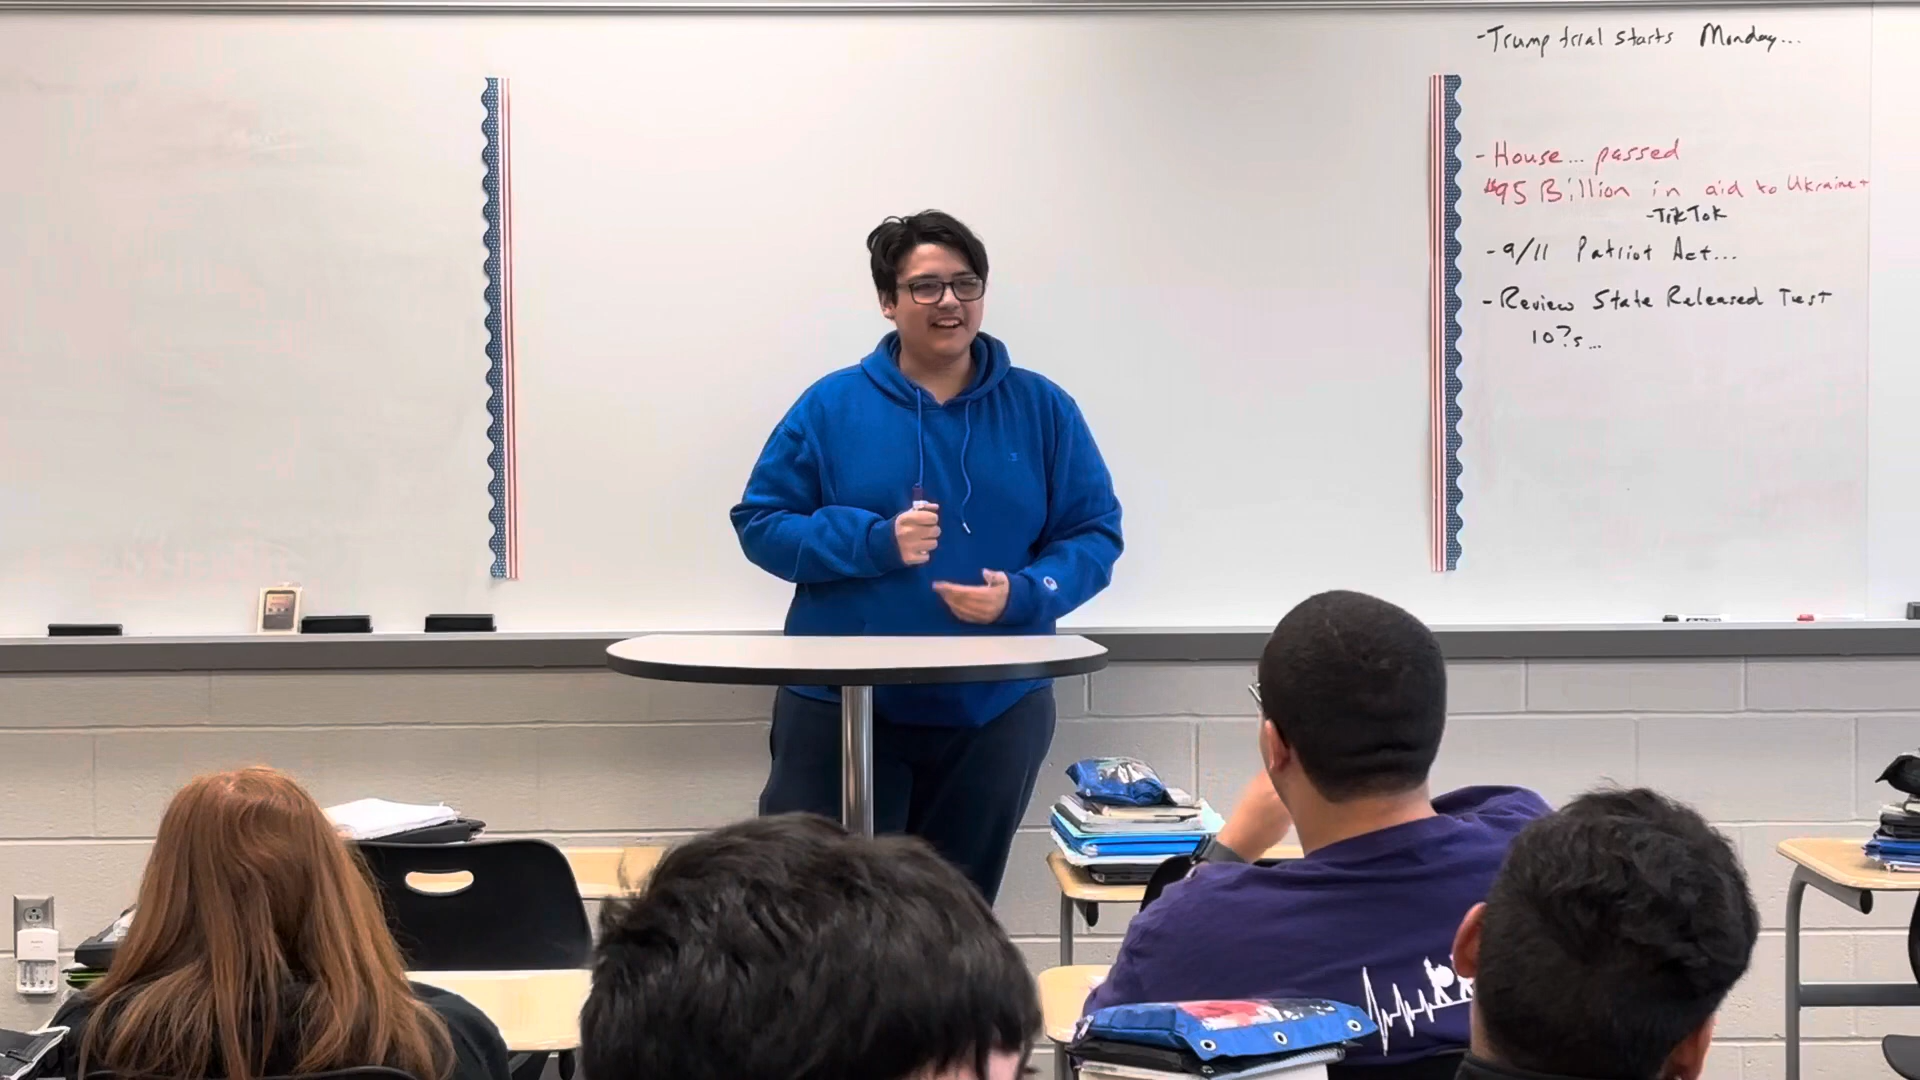 -Trump trial starts Monday...
-House... passed
$95 Billion in aid to Ukraine+
-TikTok
-9/11 Patriot Act...
-Review State Released Test
10?s...